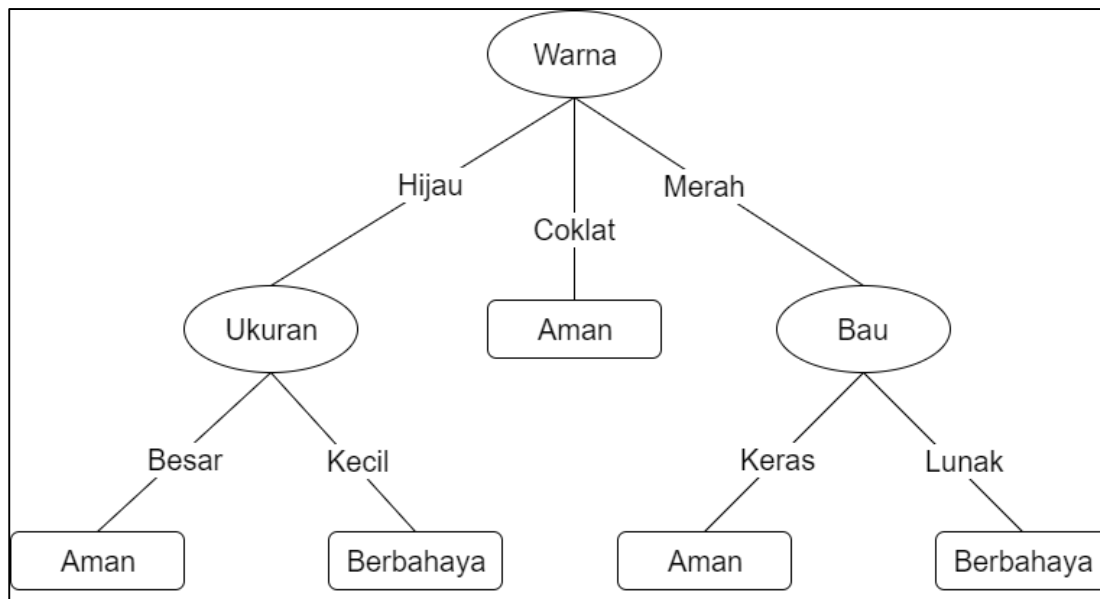 Warna
Hijau
Merah
Coklat
Ukuran
Aman
Bau
Besar
Kecil
Keras
Lunak
Aman
Berbahaya
Aman
Berbahaya